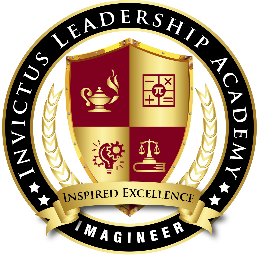 INVICTUS LEADERSHIP ACADEMY
π
INSPIRED EXCELLENCE
IMAGINEER